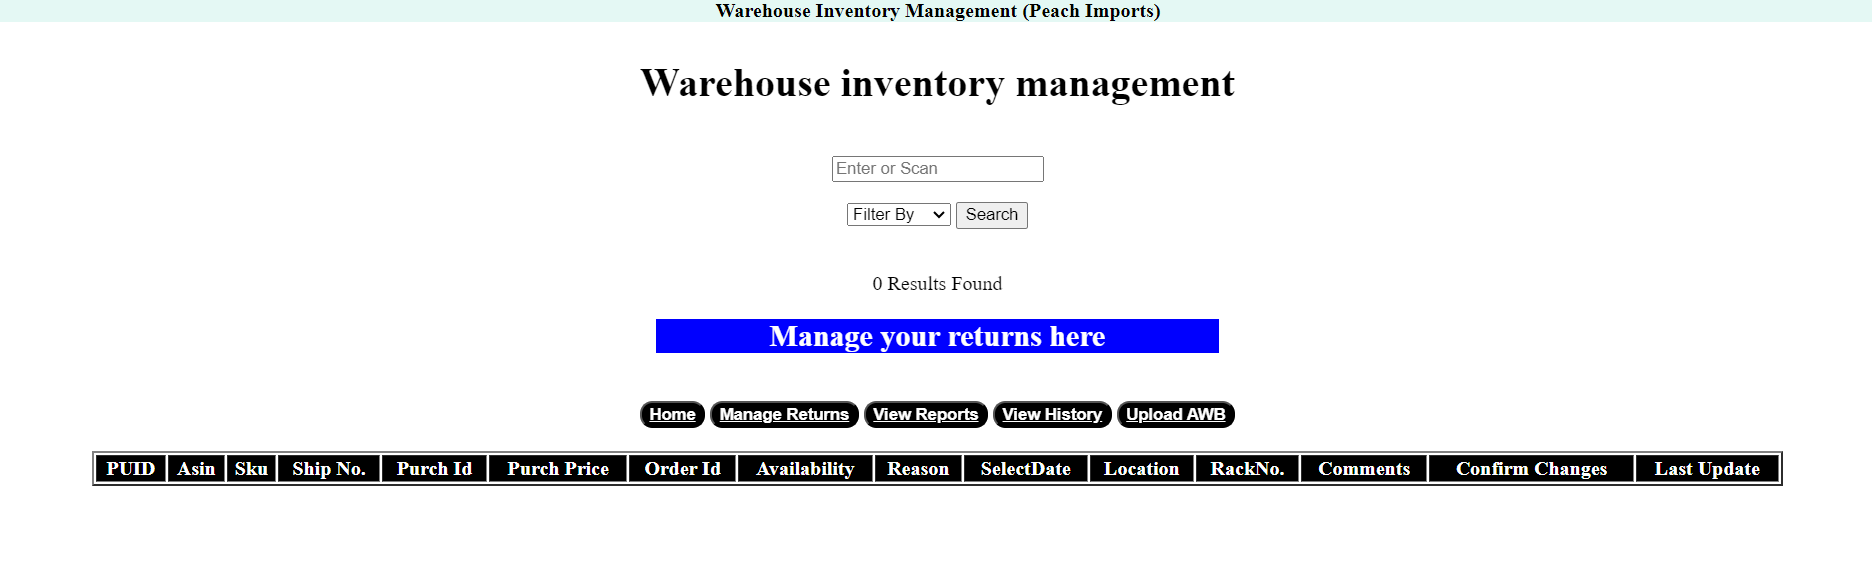 Warehouse Inventory Management (Peach Imports)
Warehouse inventory management
Enter or Scan
Filter By Search
0 Results Found
Manage your returns here
Home Manage Returns View Reports View History Upload AWB
PUID Asin Sku Ship No. Purch Id Purch Price Order Id Availability Reason SelectDate Location RackNo. Comments Confirm Changes Last Update